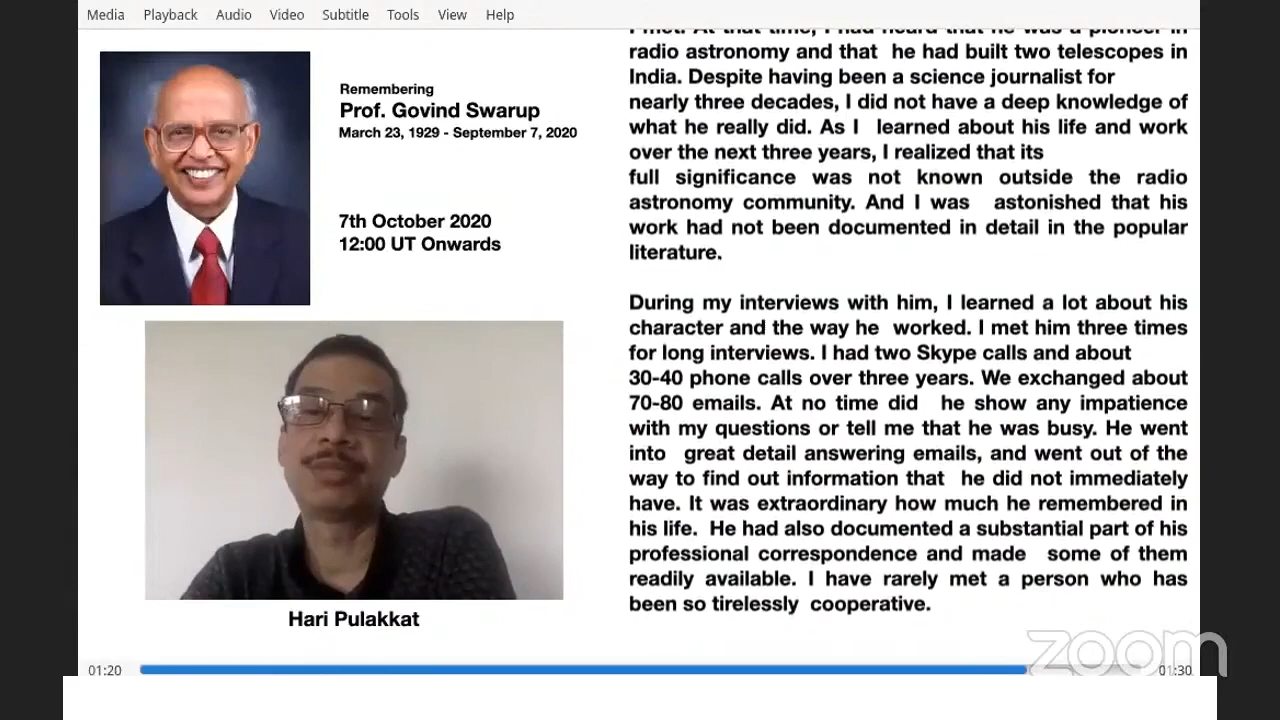 Media Playback Audio Video Subtitle Tools View Help
Remembering
Prof. Govind Swarup
March 23, 1929 - September 7, 2020
7th October 2020
12:00 UT Onwards
Hari Pulakkat
I met. At that time, I had heard that he was a pioneer in
radio astronomy and that he had built two telescopes in
India. Despite having been a science journalist for
nearly three decades, I did not have a deep knowledge of
what he really did. As I learned about his life and work
over the next three years, I realized that its
full significance was not known outside the radio
astronomy community. And I was astonished that his
work had not been documented in detail in the popular
literature.
During my interviews with him, I learned a lot about his
character and the way he worked. I met him three times
for long interviews. I had two Skype calls and about
30-40 phone calls over three years. We exchanged about
70-80 emails. At no time did he show any impatience
with my questions or tell me that he was busy. He went
into great detail answering emails, and went out of the
way to find out information that he did not immediately
have. It was extraordinary how much he remembered in
his life. He had also documented a substantial part of his
professional correspondence and made some of them
readily available. I have rarely met a person who has
been so tirelessly cooperative.
zoom
01:20
01:30